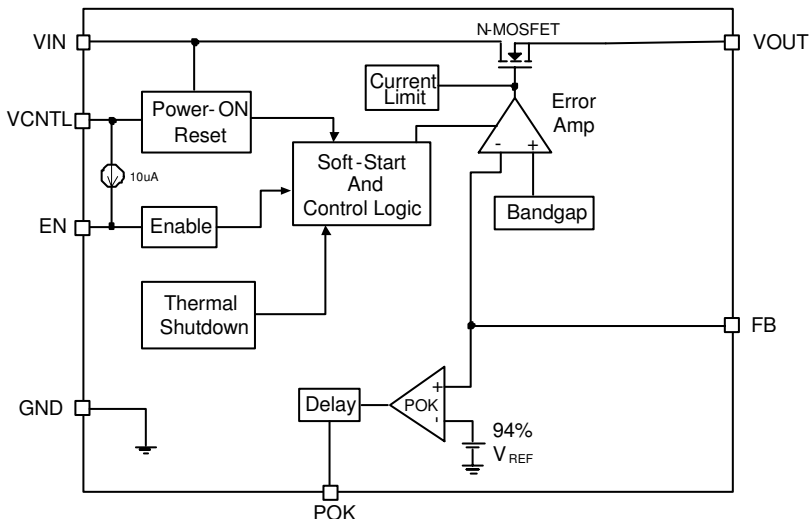 N-MOSFET
VIN
VOUT
Current
Limit
Error
Amp
VCNTL
Power-ON
Reset
- +
10uA
Soft-Start
And
Control Logic
EN
Enable
Bandgap
Thermal
Shutdown
FB
GND
Delay
POK
+
-
94%
VREF
POK